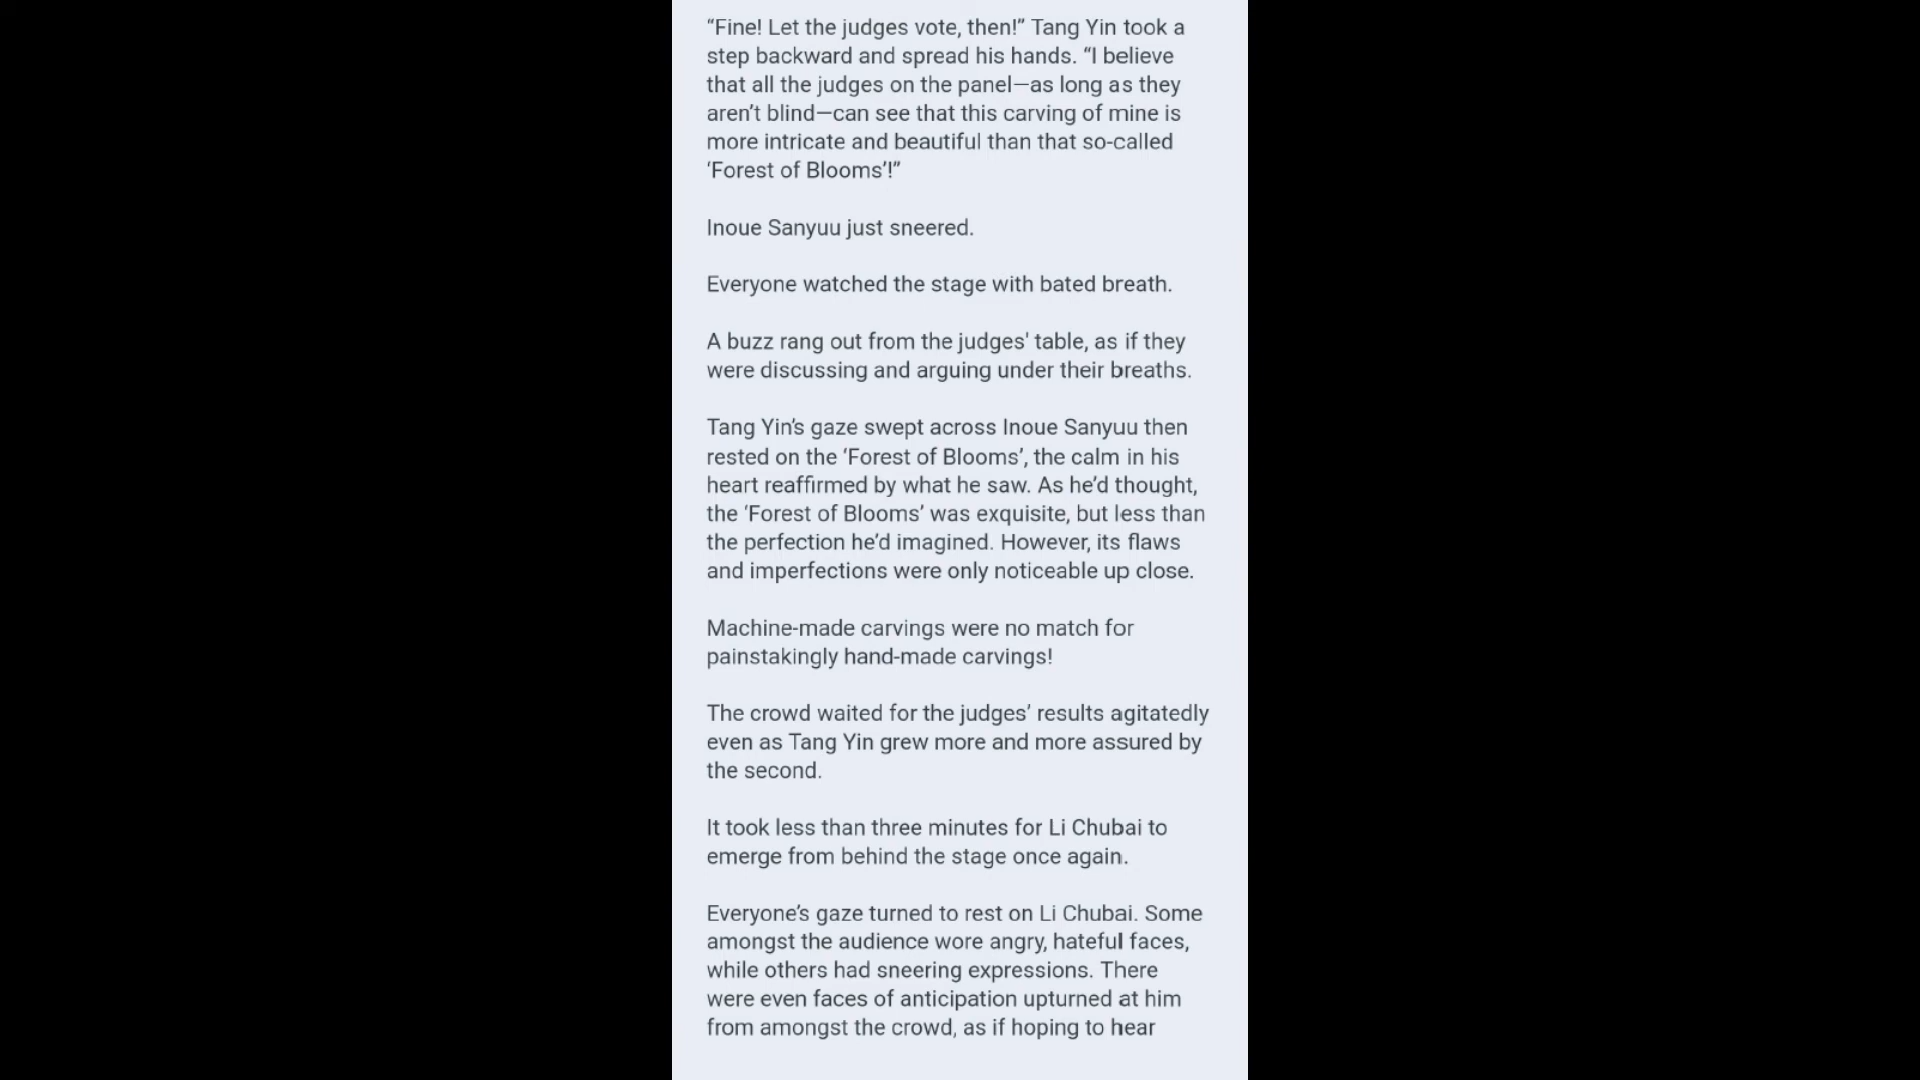 “Fine! Let the judges vote, then!” Tang Yin took a
step backward and spread his hands. “I believe
that all the judges on the panel—as long as they
aren’t blind—can see that this carving of mine is
more intricate and beautiful than that so-called
‘Forest of Blooms’!”
Inoue Sanyuu just sneered.
Everyone watched the stage with bated breath.
A buzz rang out from the judges' table, as if they
were discussing and arguing under their breaths.
Tang Yin’s gaze swept across Inoue Sanyuu then
rested on the ‘Forest of Blooms’, the calm in his
heart reaffirmed by what he saw. As he’d thought,
the ‘Forest of Blooms’ was exquisite, but less than
the perfection he’d imagined. However, its flaws
and imperfections were only noticeable up close.
Machine-made carvings were no match for
painstakingly hand-made carvings!
The crowd waited for the judges’ results agitatedly
even as Tang Yin grew more and more assured by
the second.
It took less than three minutes for Li Chubai to
emerge from behind the stage once again.
Everyone’s gaze turned to rest on Li Chubai. Some
amongst the audience wore angry, hateful faces,
while others had sneering expressions. There
were even faces of anticipation upturned at him
from amongst the crowd, as if hoping to hear